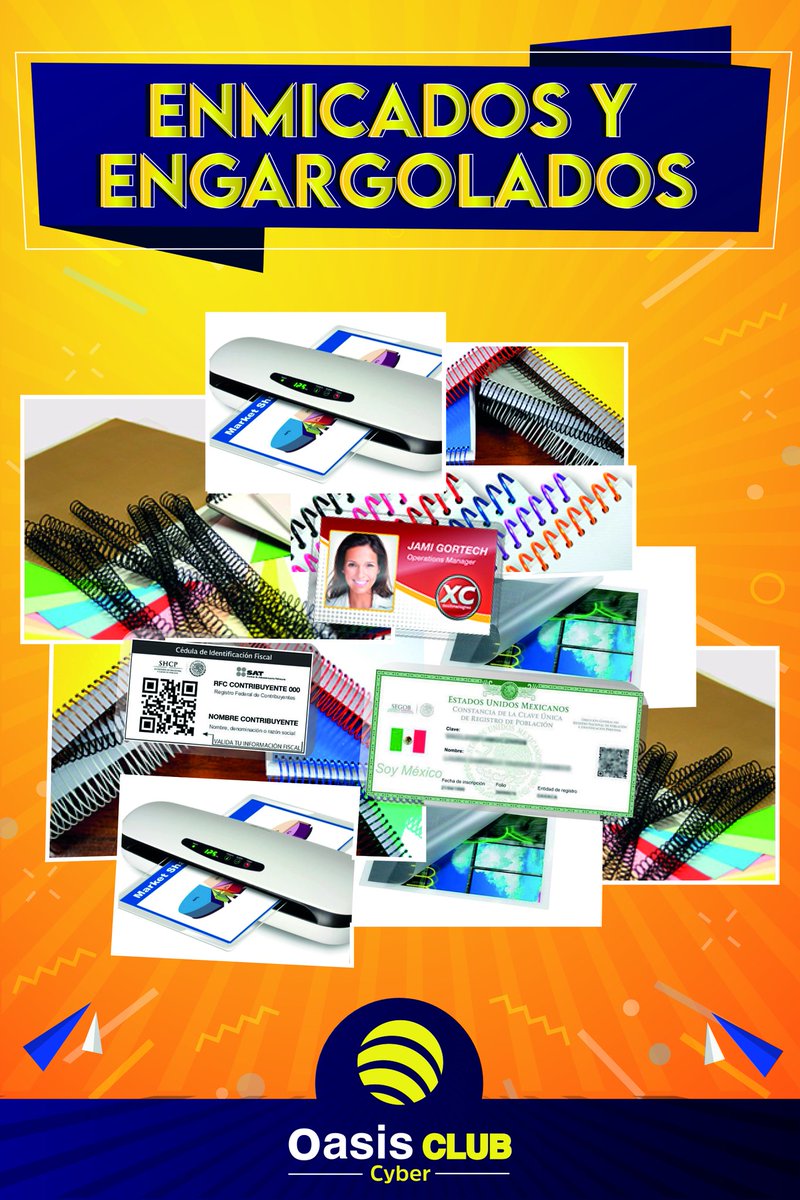 ENMICADOS Y
ENGARGOLADOS
Market Sh
JAMI GORTECH
Operations Manager
XC
Cédula de Identificación Fiscal
SHCP
SAT
RFC CONTRIBUYENTE 000
Registro Federal de Contribuyentes
NOMBRE CONTRIBUYENTE
Nombre, denominación o razón social
VALIDA TU INFORMACIÓN FISCAL
ESTADOS UNIDOS MEXICANOS
CONSTANCIA DE LA CLAVE ÚNICA
DE REGISTRO DE POBLACIÓN
SEGOB
Clave:
Nombre:
Soy México
Fecha de inscripción
Folio
Entidad de registro
Market Sh
Oasis CLUB
Cyber